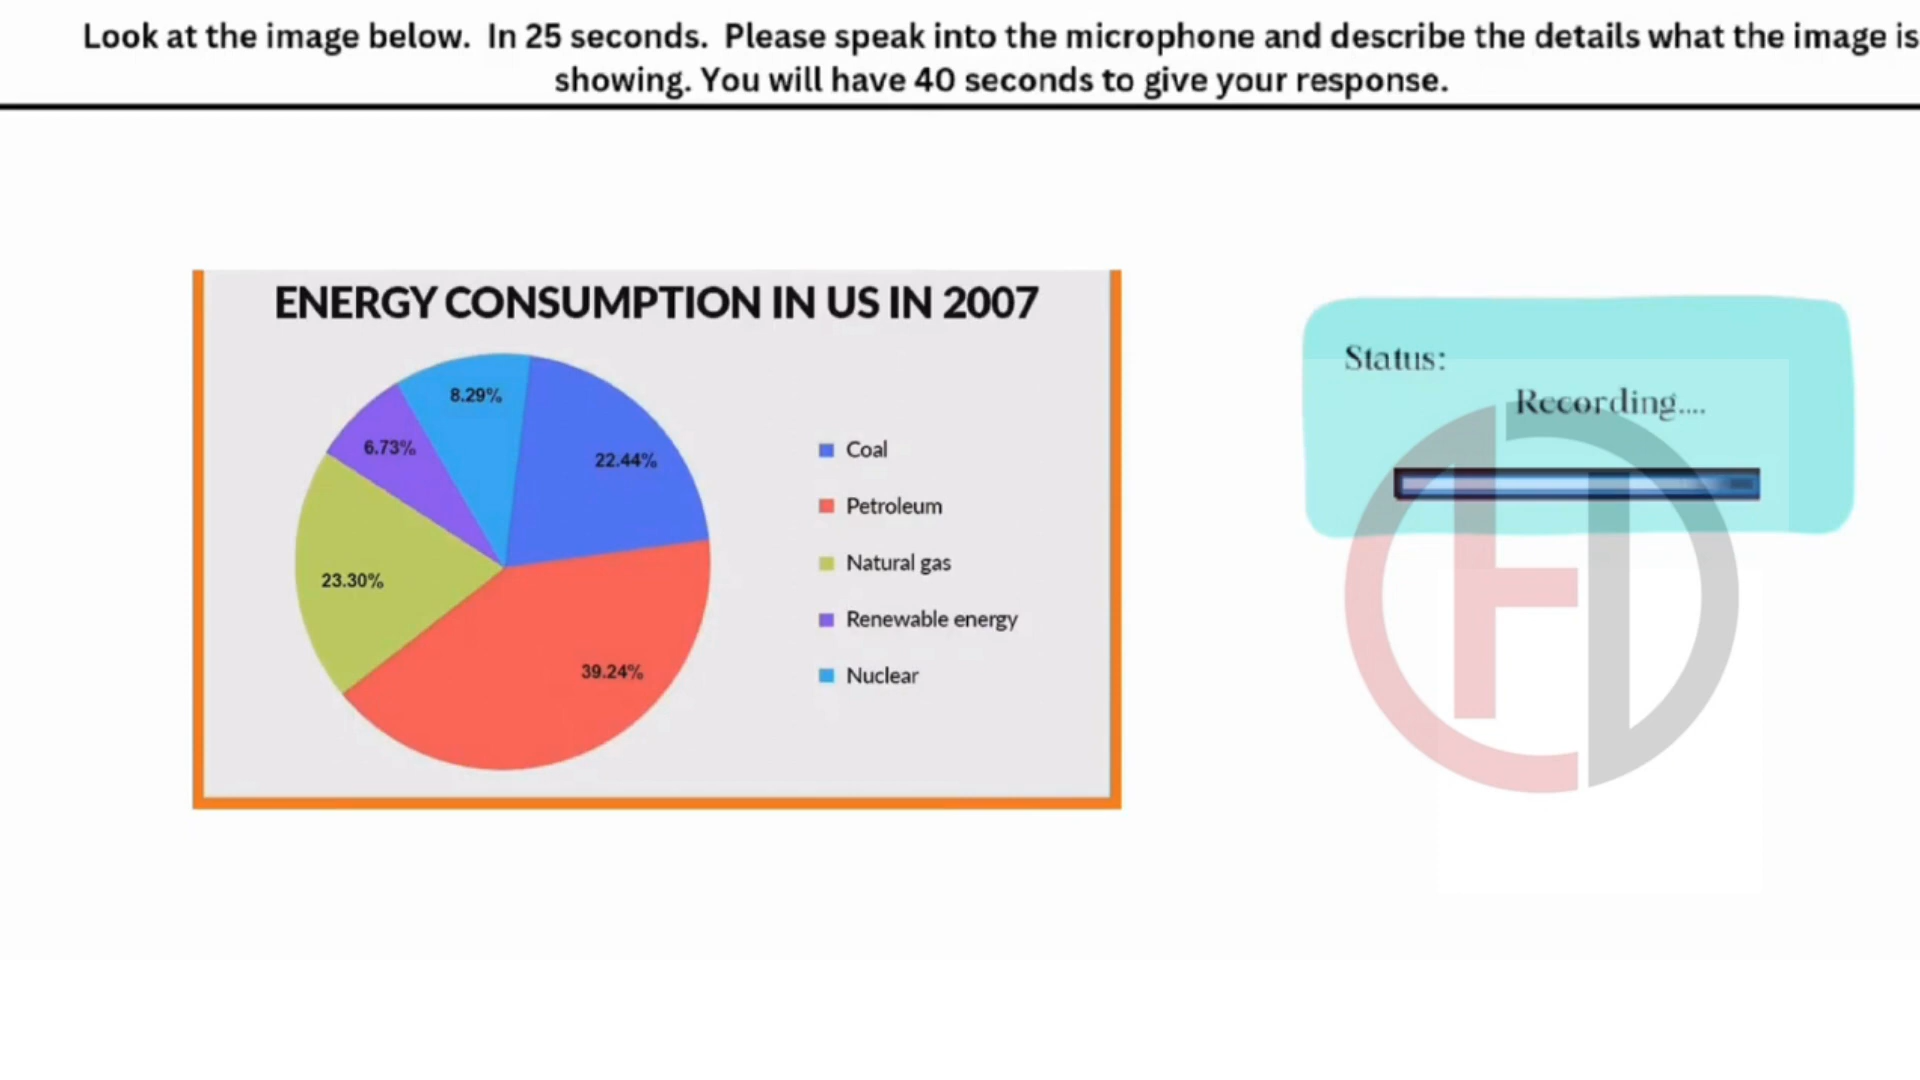 Look at the image below. In 25 seconds. Please speak into the microphone and describe the details what the image is
showing. You will have 40 seconds to give your response.
ENERGY CONSUMPTION IN US IN 2007
8.29%
6.73%
22.44%
23.30%
39.24%
Coal
Petroleum
Natural gas
Renewable energy
Nuclear
Status:
Recording....